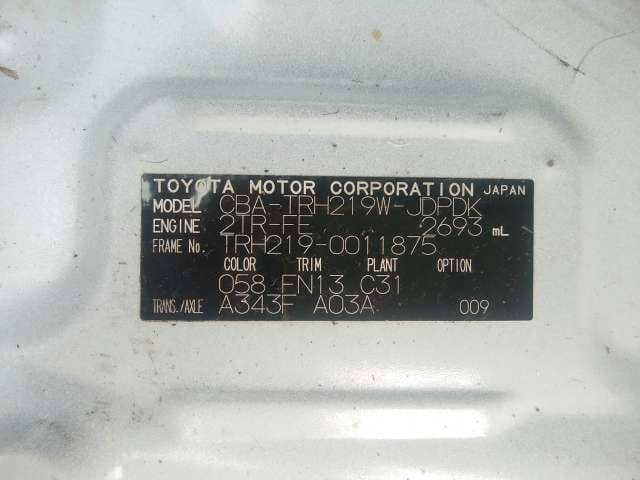 TOYOTA MOTOR CORPORATION JAPAN
MODEL CBA-TRH219W-JDPDK
ENGINE 2TR-FE 2693 mL
FRAME No. TRH219-0011875
COLOR TRIM PLANT OPTION
058 FN13 C31
TRANS./AXLE A343F A03A 009